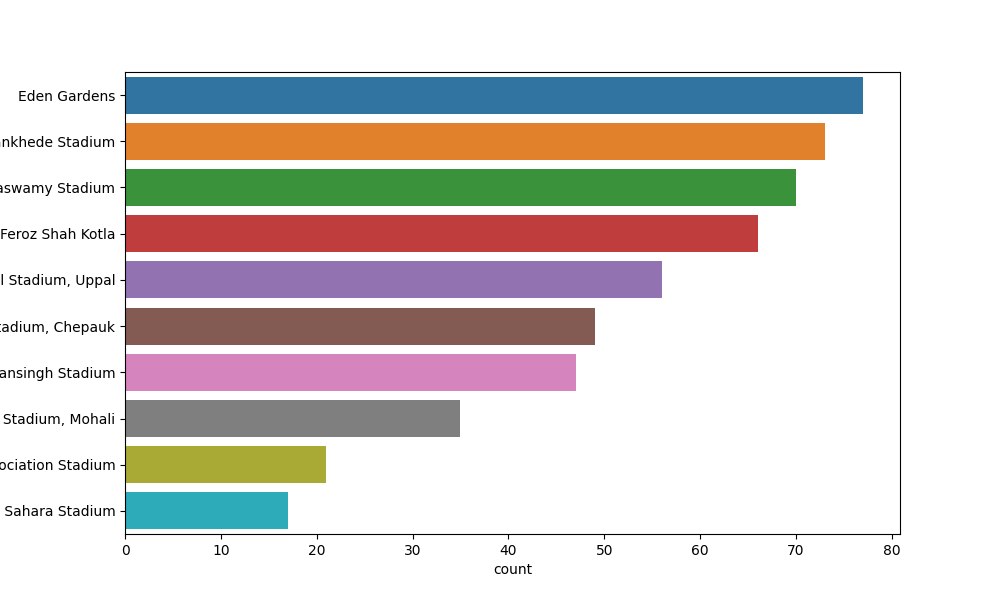 Eden Gardens
nkhede Stadium
aswamy Stadium
Feroz Shah Kotla
l Stadium, Uppal
tadium, Chepauk
ansingh Stadium
Stadium, Mohali
ociation Stadium
Sahara Stadium
0 10 20 30 40 50 60 70 80
count